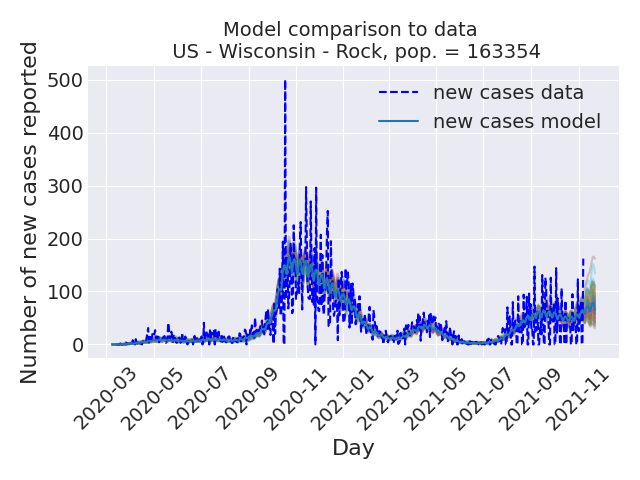 Model comparison to data
US - Wisconsin - Rock, pop. = 163354
Number of new cases reported
500
400
300
200
100
0
new cases data
new cases model
2020-03
2020-05
2020-07
2020-09
2020-11
2021-01
2021-03
2021-05
2021-07
2021-09
2021-11
Day